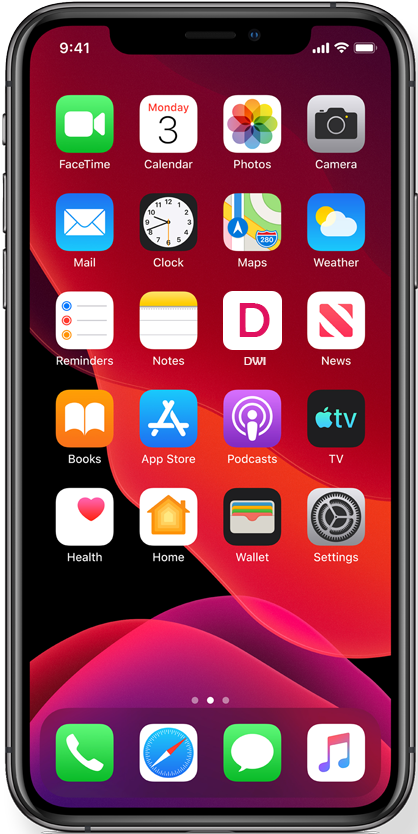 9:41
Monday
3
FaceTime
Calendar
Photos
Camera
280
Mail
Clock
Maps
Weather
D
Reminders
Notes
DWI
News
tv
Books
App Store
Podcasts
TV
Health
Home
Wallet
Settings